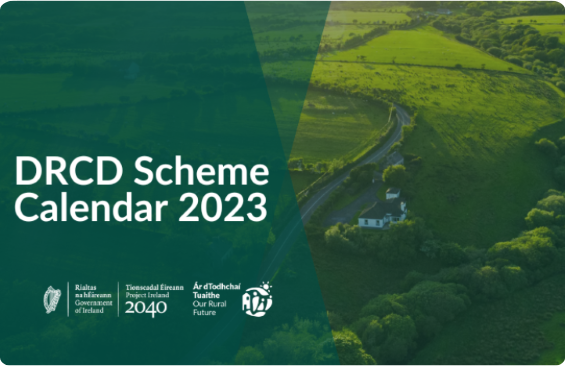 DRCD Scheme
Calendar 2023
Rialtas
na hÉireann
Government
of Ireland
Tionscadal Éireann
Project Ireland
2040
Ár dTodhchaí
Tuaithe
Our Rural
Future